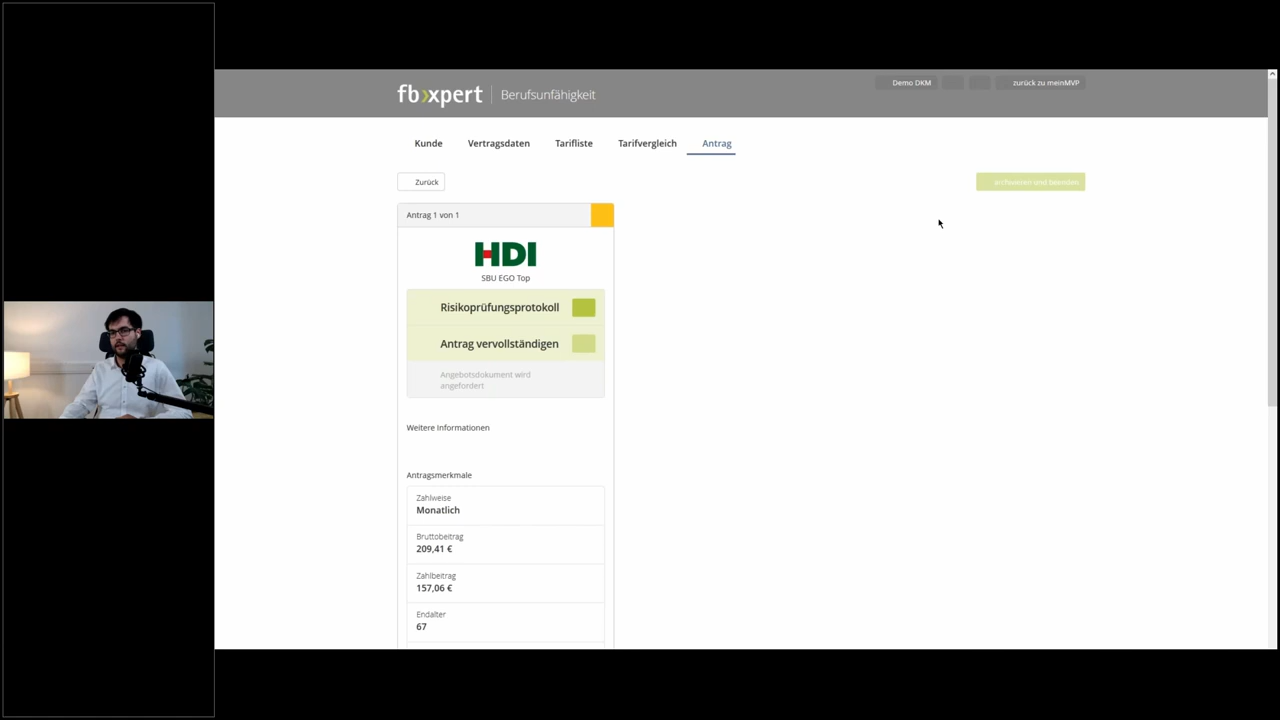 fbxpert | Berufsunfähigkeit
Demo DKM
zurück zu meinMVP
Kunde Vertragsdaten Tarifliste Tarifvergleich Antrag
Zurück
archivieren und beenden
Antrag 1 von 1
HDI
SBU EGO Top
Risikoprüfungsprotokoll
Antrag vervollständigen
Angebotsdokument wird
angefordert
Weitere Informationen
Antragsmerkmale
Zahlweise
Monatlich
Bruttobeitrag
209,41 €
Zahlbeitrag
157,06 €
Endalter
67